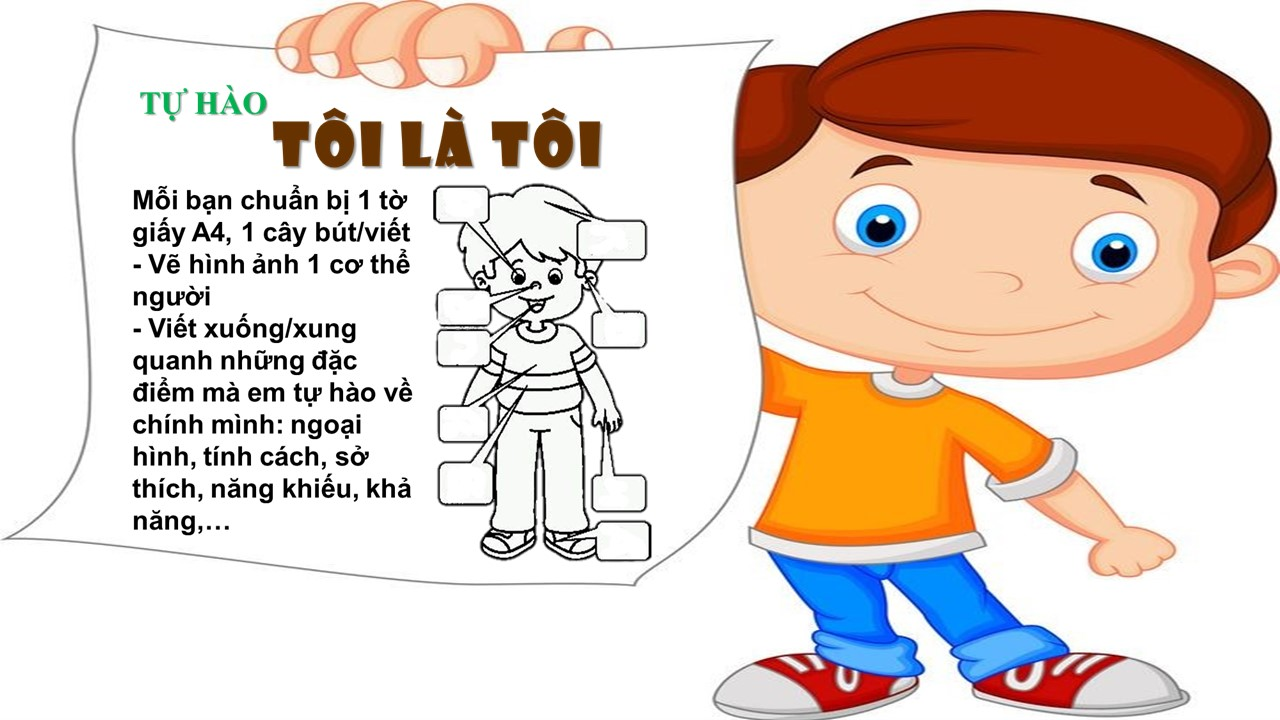 TỰ HÀO
TÔI LÀ TÔI
Mỗi bạn chuẩn bị 1 tờ
giấy A4, 1 cây bút/viết
- Vẽ hình ảnh 1 cơ thể
người
- Viết xuống/xung
quanh những đặc
điểm mà em tự hào về
chính mình: ngoại
hình, tính cách, sở
thích, năng khiếu, khả
năng,…